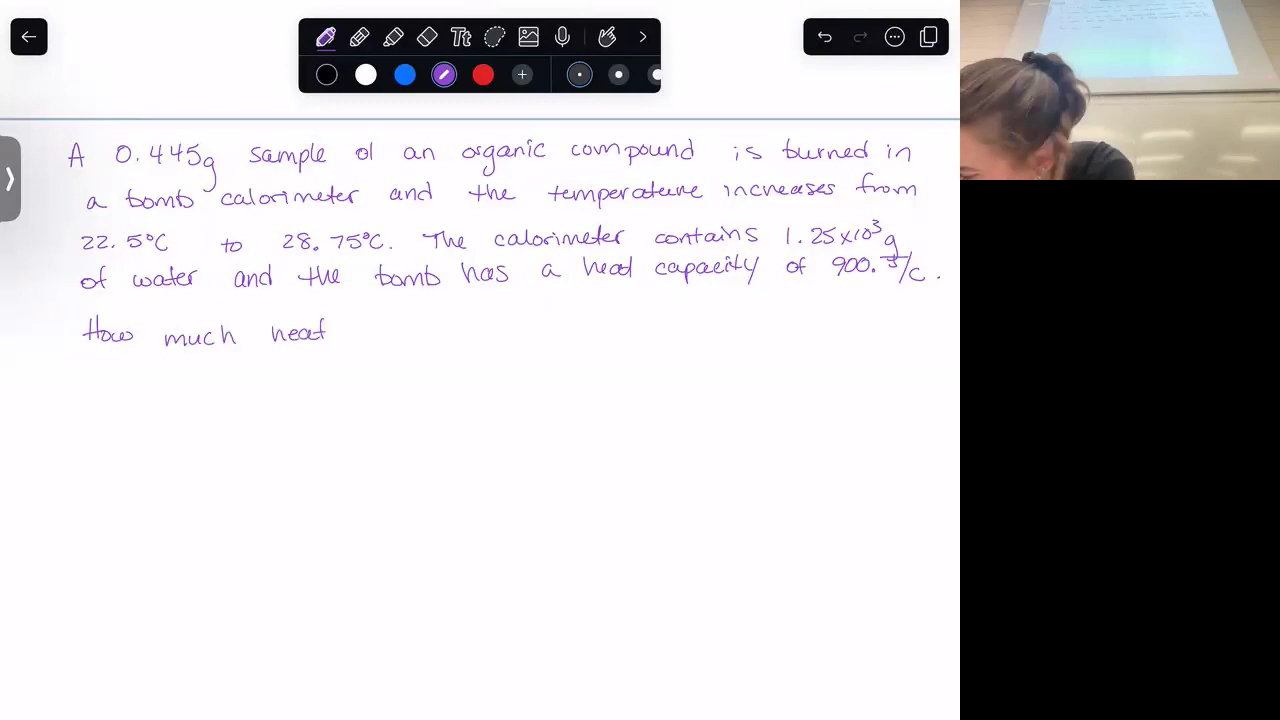 Tt
A 0.445g sample of an organic compound is burned in
a bomb calorimeter and the temperature increases from
22.5°C to 28.75°C. The calorimeter contains 1.25x10³g
of water and the bomb has a heat capacity of 900. J/C.
How much heat